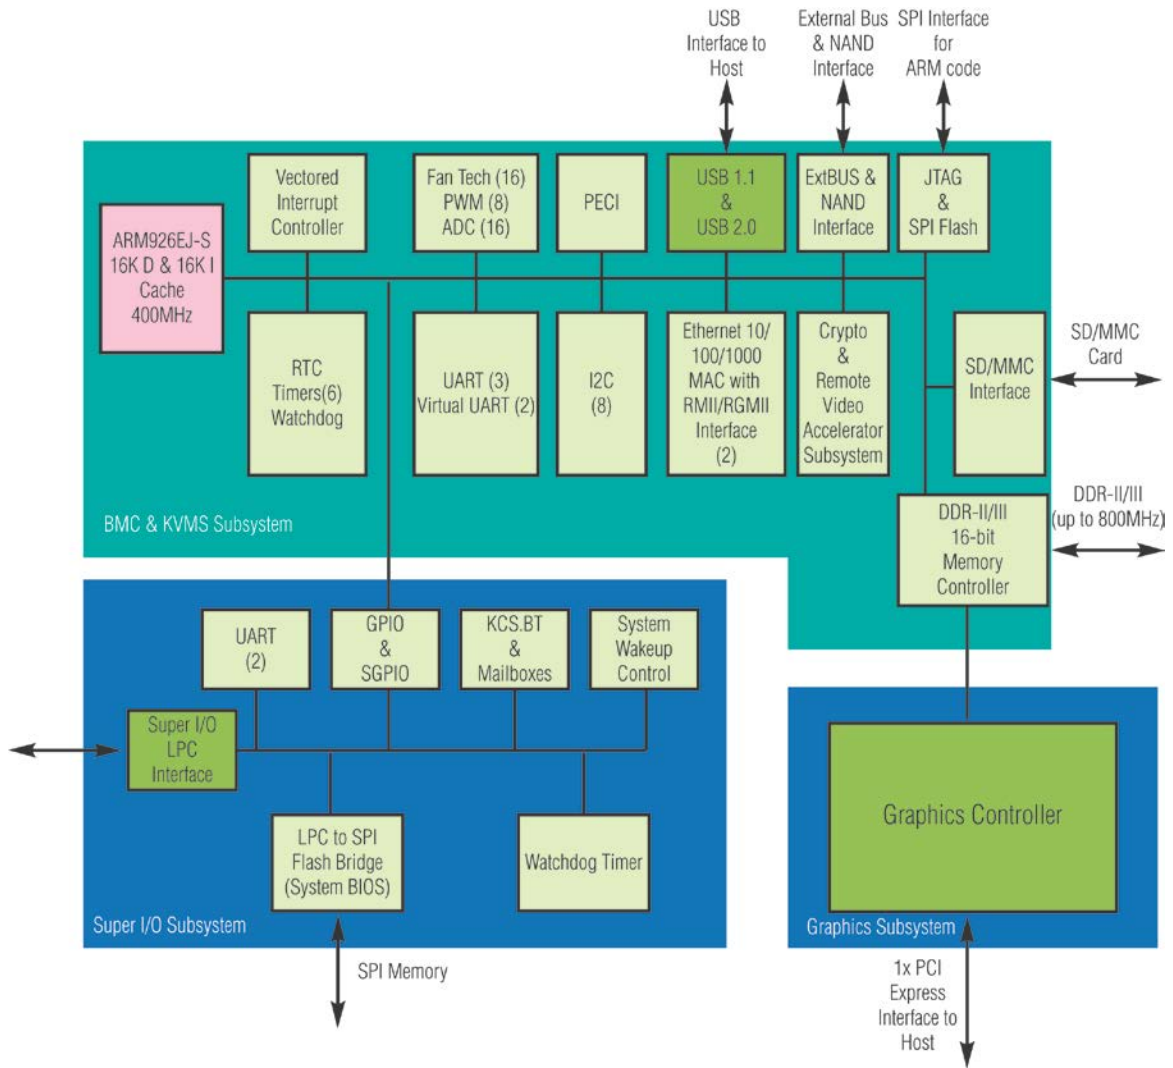 USB
Interface to
Host
External Bus
& NAND
Interface
SPI Interface
for
ARM code
Vectored
Interrupt
Controller
Fan Tech (16)
PWM (8)
ADC (16)
PECI
USB 1.1
&
USB 2.0
ExtBUS &
NAND
Interface
JTAG
&
SPI Flash
ARM926EJ-S
16K D & 16K I
Cache
400MHz
RTC
Timers(6)
Watchdog
UART (3)
Virtual UART (2)
I2C
(8)
Ethernet 10/
100/1000
MAC with
RMII/RGMII
Interface
(2)
Crypto
&
Remote
Video
Accelerator
Subsystem
SD/MMC
Interface
SD/MMC
Card
BMC & KVMS Subsystem
DDR-II/III
16-bit
Memory
Controller
DDR-II/III
(up to 800MHz)
UART
(2)
GPIO
&
SGPIO
KCS.BT
&
Mailboxes
System
Wakeup
Control
Super I/O
LPC
Interface
LPC to SPI
Flash Bridge
(System BIOS)
Watchdog Timer
Super I/O Subsystem
SPI Memory
Graphics Controller
Graphics Subsystem
1x PCI
Express
Interface to
Host